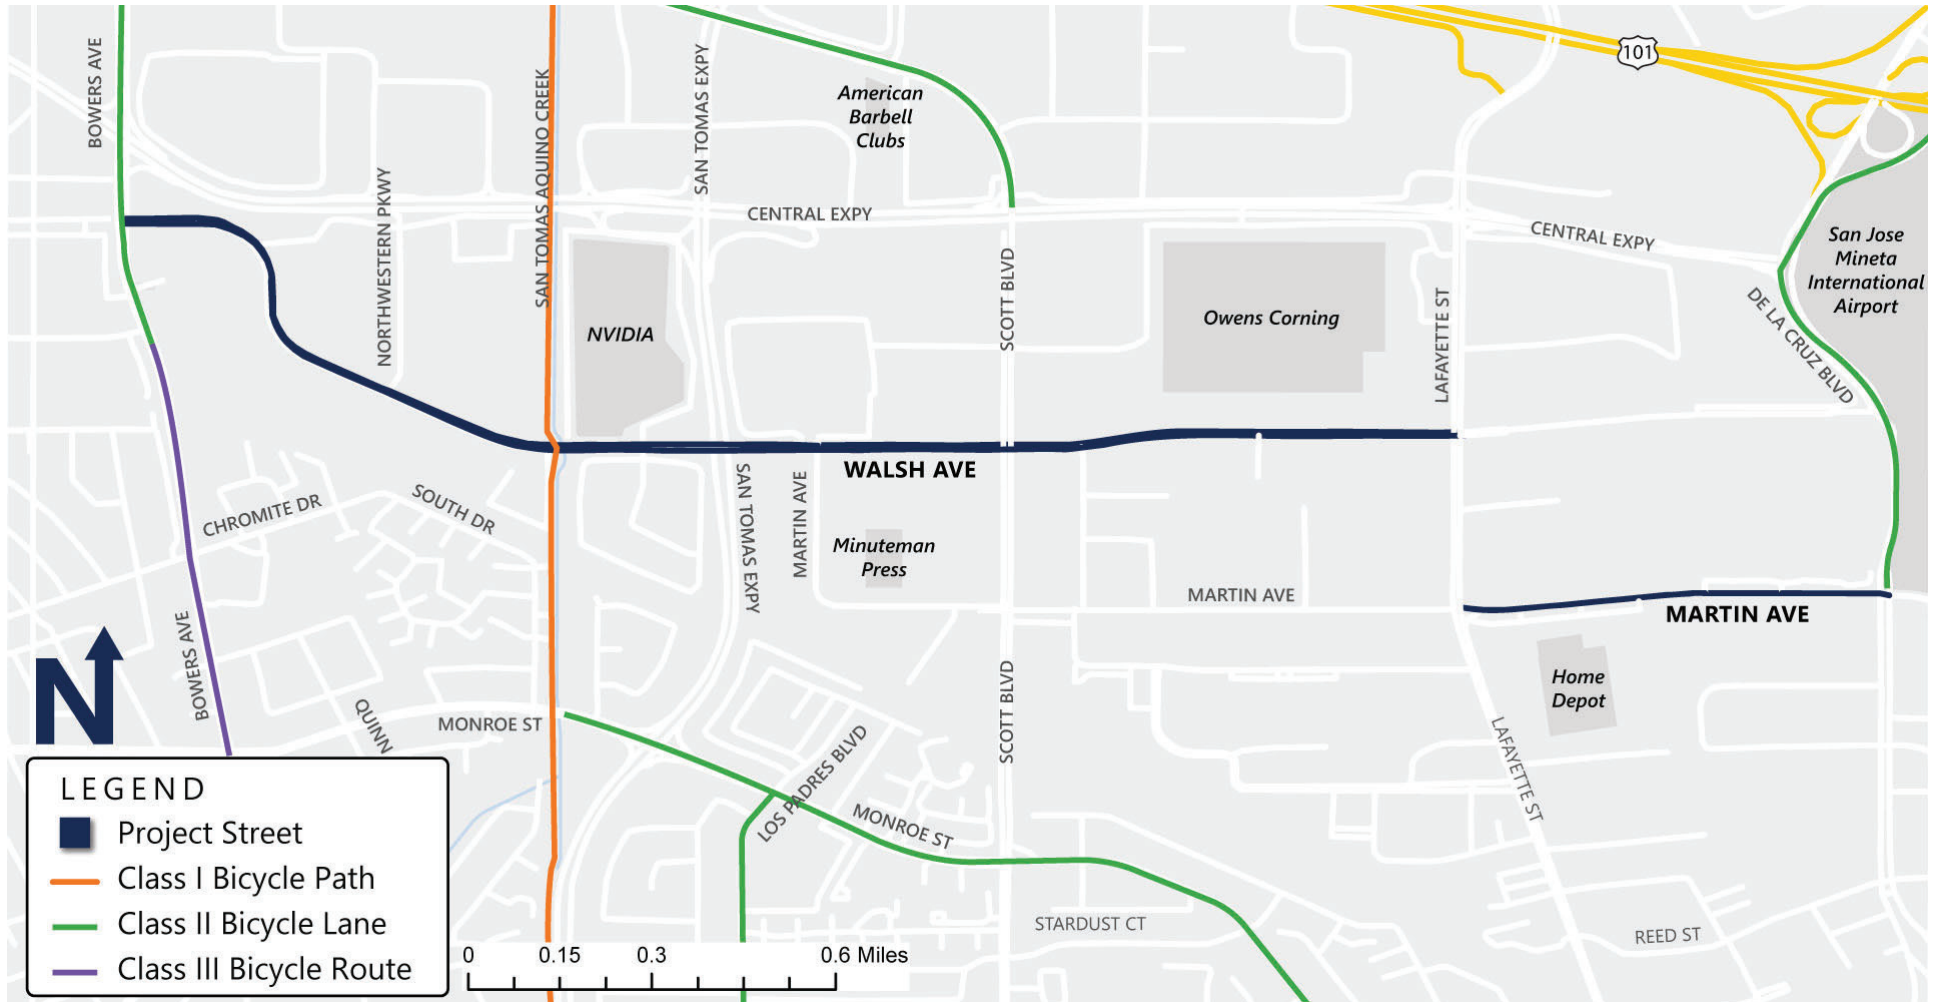 BOWERS AVE
SAN TOMAS AQUINO CREEK
SAN TOMAS EXPY
American
Barbell
Clubs
101
NORTHWESTERN PKWY
CENTRAL EXPY
CENTRAL EXPY
San Jose
Mineta
International
Airport
NVIDIA
SCOTT BLVD
Owens Corning
LAFAYETTE ST
DE LA CRUZ BLVD
WALSH AVE
CHROMITE DR
SOUTH DR
SAN TOMAS EXPY
MARTIN AVE
Minuteman
Press
MARTIN AVE
MARTIN AVE
BOWERS AVE
N
QUINN
MONROE ST
SCOTT BLVD
Home
Depot
LOS PADRES BLVD
MONROE ST
LAFAYETTE ST
STARDUST CT
REED ST
LEGEND
Project Street
Class I Bicycle Path
Class II Bicycle Lane
Class III Bicycle Route
0 0.15 0.3 0.6 Miles